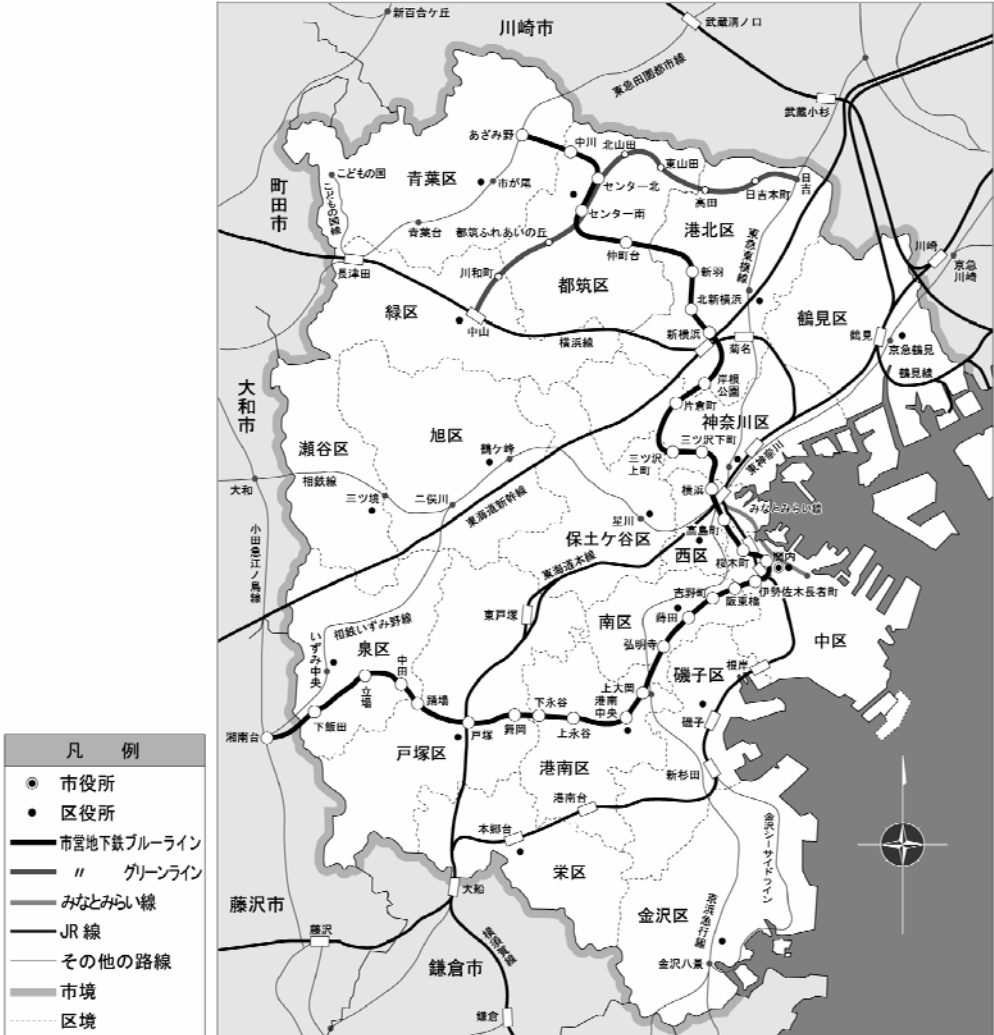 新百合ケ丘
川崎市
武蔵溝ノ口
東急田園都市線
武蔵小杉
あざみ野
中川
北山田
東山田
センター北
こどもの国
こどもの国線
青葉区
市が尾
町田市
センター南
高田
日吉本町
日吉
青葉台
都筑ふれあいの丘
港北区
東急東横線
仲町台
川崎
京急川崎
長津田
川和町
都筑区
新羽
北新横浜
緑区
中山
横浜線
新横浜
菊名
鶴見区
鶴見
京急鶴見
鶴見線
大和市
岸根公園
片倉町
神奈川区
瀬谷区
旭区
鶴ケ峰
三ツ沢下町
三ツ沢上町
東神奈川
大和
相鉄線
三ツ境
二俣川
東海道新幹線
横浜
みなとみらい線
星川
高島町
保土ケ谷区
西区
桜木町
関内
小田急江ノ島線
東海道本線
吉野町
阪東橋
伊勢佐木長者町
東戸塚
蒔田
南区
弘明寺
中区
相鉄いずみ野線
いずみ中央
泉区
中田
立場
踊場
上大岡
磯子区
根岸
下永谷
港南中央
磯子
湘南台
下飯田
戸塚
舞岡
上永谷
戸塚区
港南区
新杉田
港南台
金沢シーサイドライン
本郷台
栄区
大船
藤沢市
藤沢
横須賀線
鎌倉市
鎌倉
金沢区
京浜急行線
金沢八景
凡 例
市役所
区役所
市営地下鉄ブルーライン
〃 グリーンライン
みなとみらい線
JR線
その他の路線
市境
区境